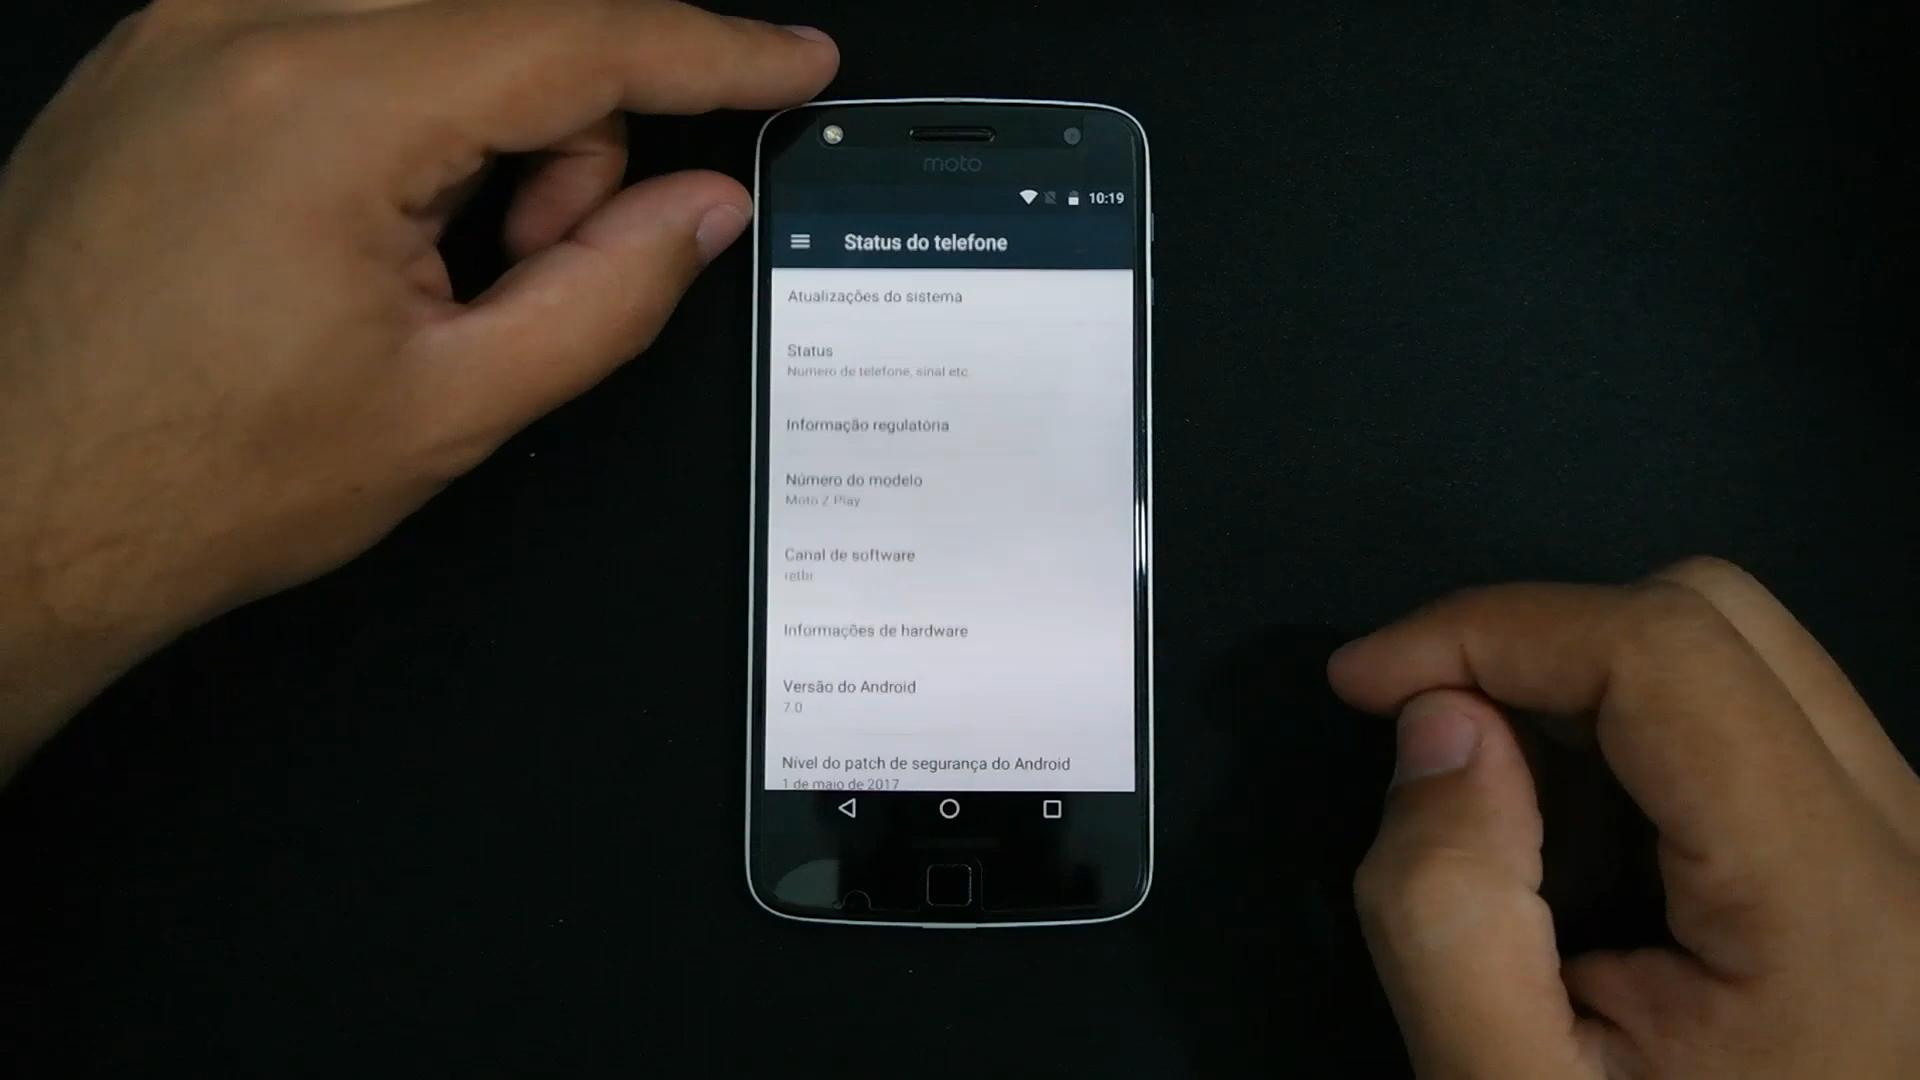 moto
10:19
Status do telefone
Atualizações do sistema
Status
Número de telefone, sinal etc.
Informação regulatória
Número do modelo
Moto Z Play
Canal de software
retbr
Informações de hardware
Versão do Android
7.0
Nível do patch de segurança do Android
1 de maio de 2017